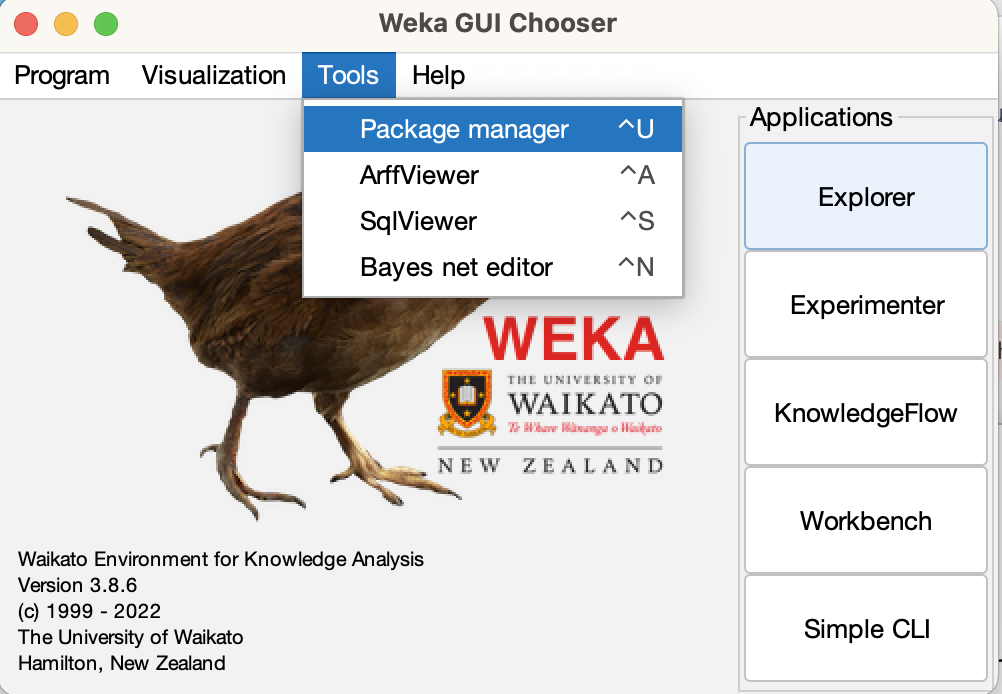 Weka GUI Chooser
Program Visualization Tools Help
Package manager ^U
ArffViewer ^A
SqlViewer ^S
Bayes net editor ^N
Applications
Explorer
Experimenter
KnowledgeFlow
Workbench
Simple CLI
WEKA
THE UNIVERSITY OF
WAIKATO
Te Whare Wānanga o Waikato
NEW ZEALAND
Waikato Environment for Knowledge Analysis
Version 3.8.6
(c) 1999 - 2022
The University of Waikato
Hamilton, New Zealand